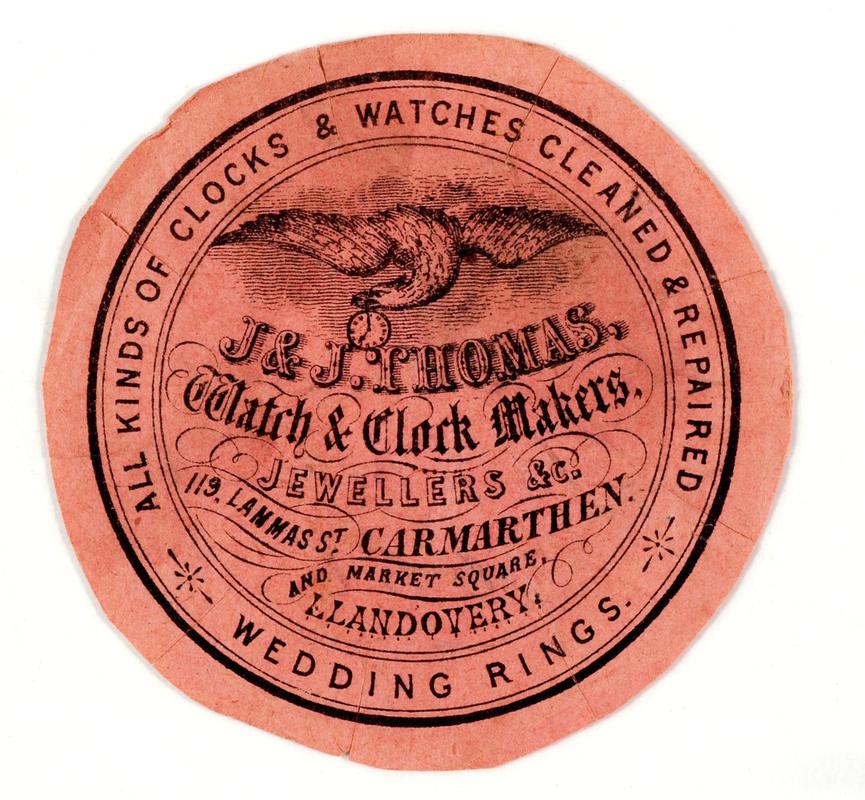 ALL KINDS OF CLOCKS & WATCHES CLEANED & REPAIRED
J & J. THOMAS,
Watch & Clock Makers,
JEWELLERS &c:
119, LAMMAS ST CARMARTHEN.
AND MARKET SQUARE,
LLANDOVERY.
WEDDING RINGS.